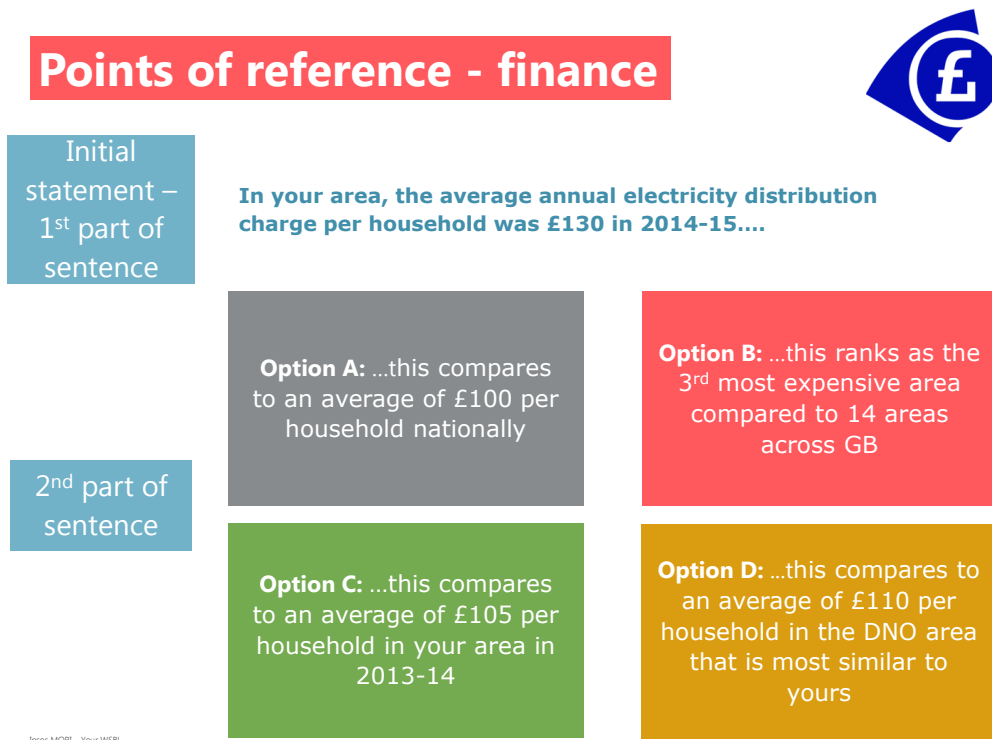 Points of reference - finance
£
Initial
statement –
1st part of
sentence
In your area, the average annual electricity distribution
charge per household was £130 in 2014-15....
Option A: ...this compares
to an average of £100 per
household nationally
Option B: ...this ranks as the
3rd most expensive area
compared to 14 areas
across GB
2nd part of
sentence
Option C: ...this compares
to an average of £105 per
household in your area in
2013-14
Option D: ...this compares to
an average of £110 per
household in the DNO area
that is most similar to
yours